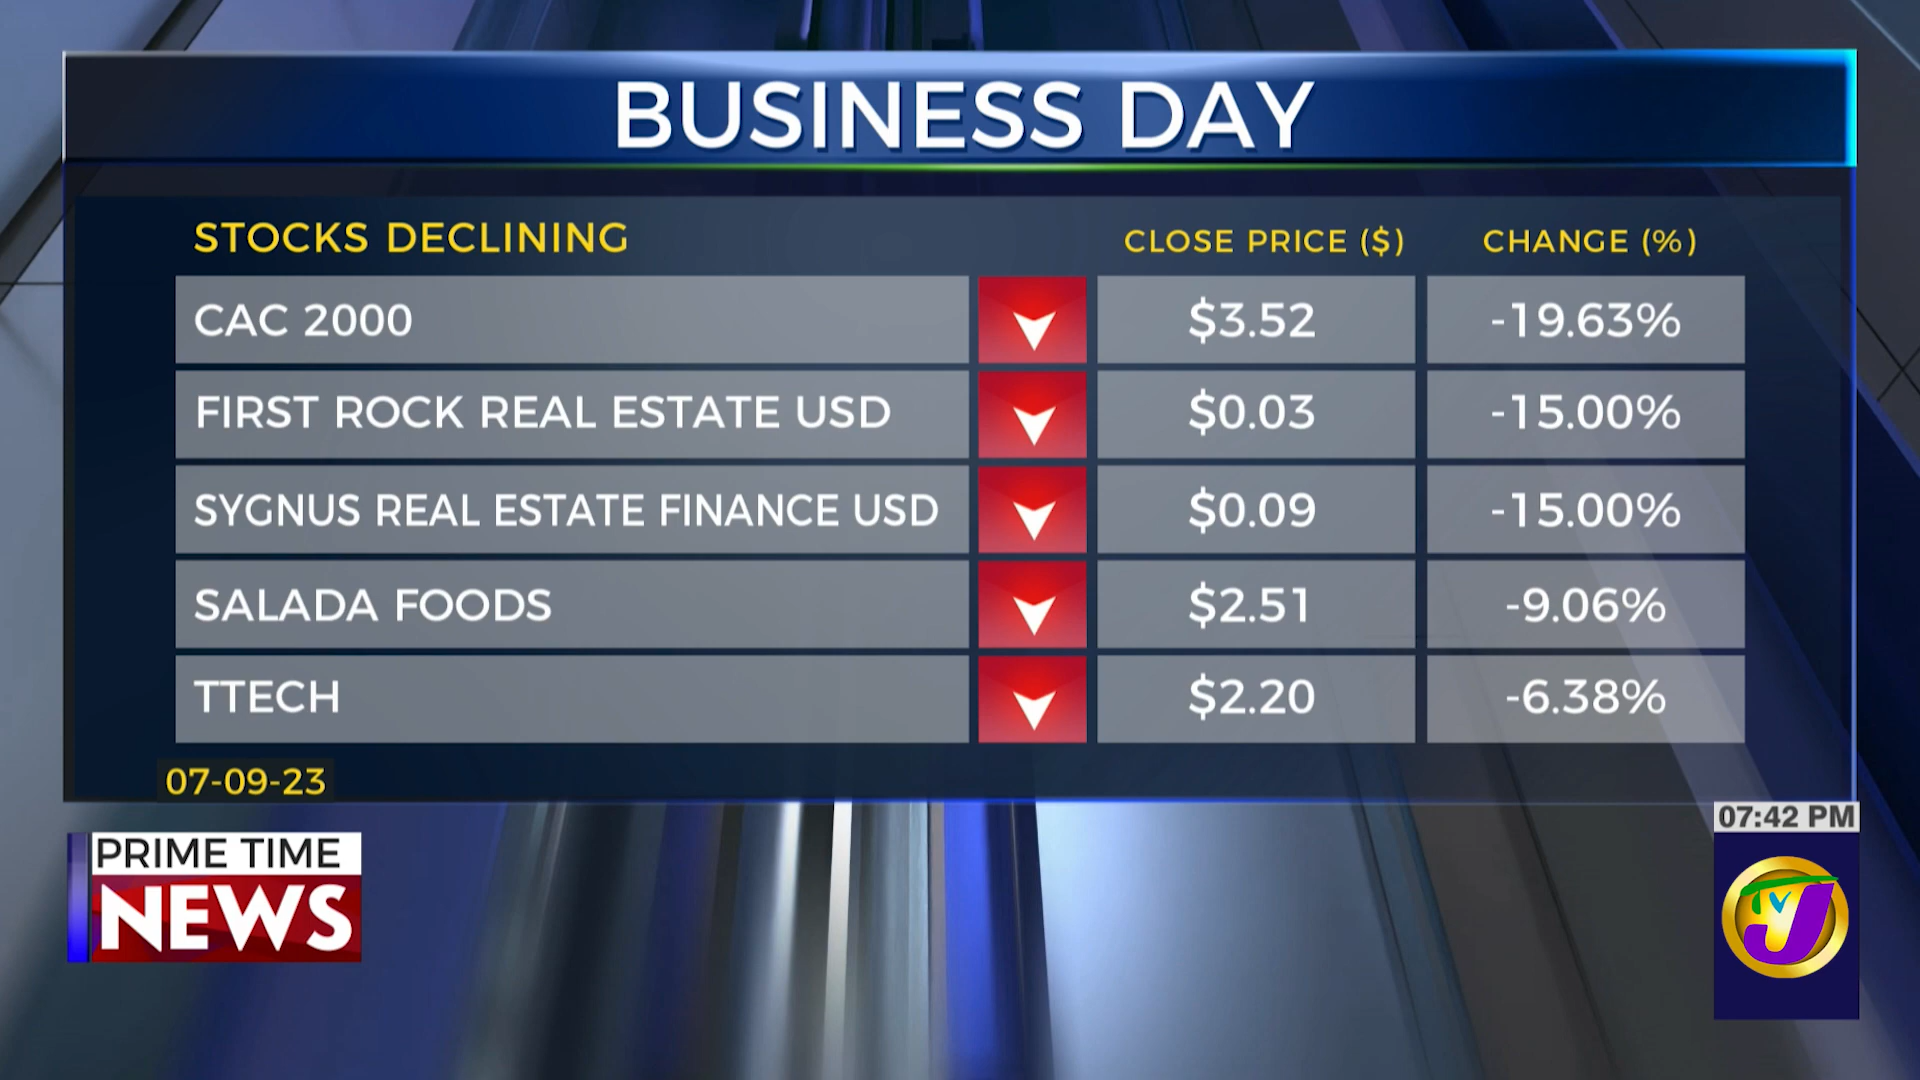 BUSINESS DAY
STOCKS DECLINING CLOSE PRICE ($) CHANGE (%)
CAC 2000 $3.52 -19.63%
FIRST ROCK REAL ESTATE USD $0.03 -15.00%
SYGNUS REAL ESTATE FINANCE USD $0.09 -15.00%
SALADA FOODS $2.51 -9.06%
TTECH $2.20 -6.38%
07-09-23
07:42 PM
PRIME TIME
NEWS
TVJ